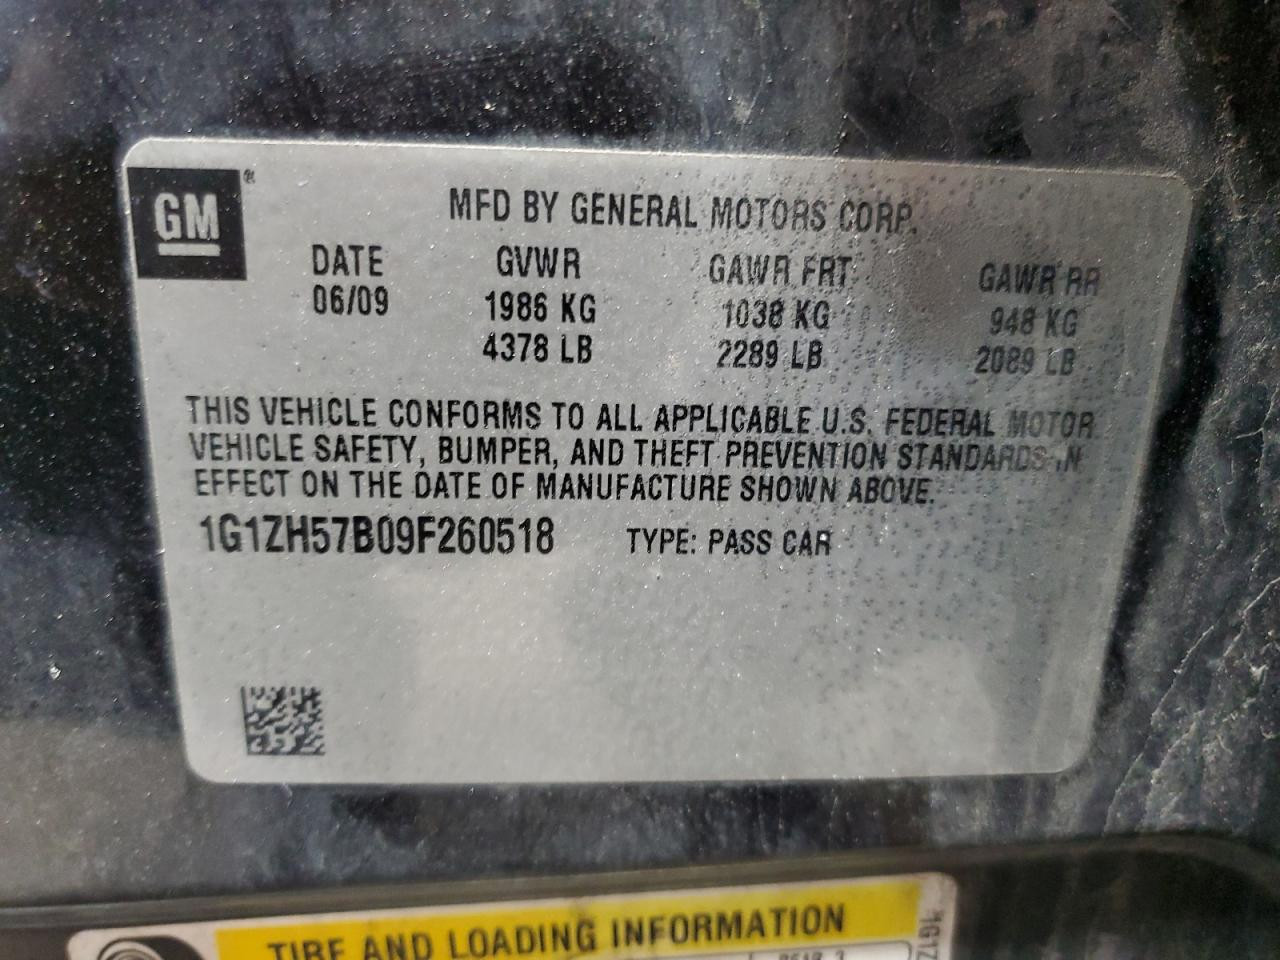 GM
MFD BY GENERAL MOTORS CORP.
DATE GVWR GAWR FRT GAWR RR
06/09 1986 KG 1038 KG 948 KG
4378 LB 2289 LB 2089 LB
THIS VEHICLE CONFORMS TO ALL APPLICABLE U.S. FEDERAL MOTOR
VEHICLE SAFETY, BUMPER, AND THEFT PREVENTION STANDARDS IN
EFFECT ON THE DATE OF MANUFACTURE SHOWN ABOVE.
1G1ZH57B09F260518 TYPE: PASS CAR
TIRE AND LOADING INFORMATION